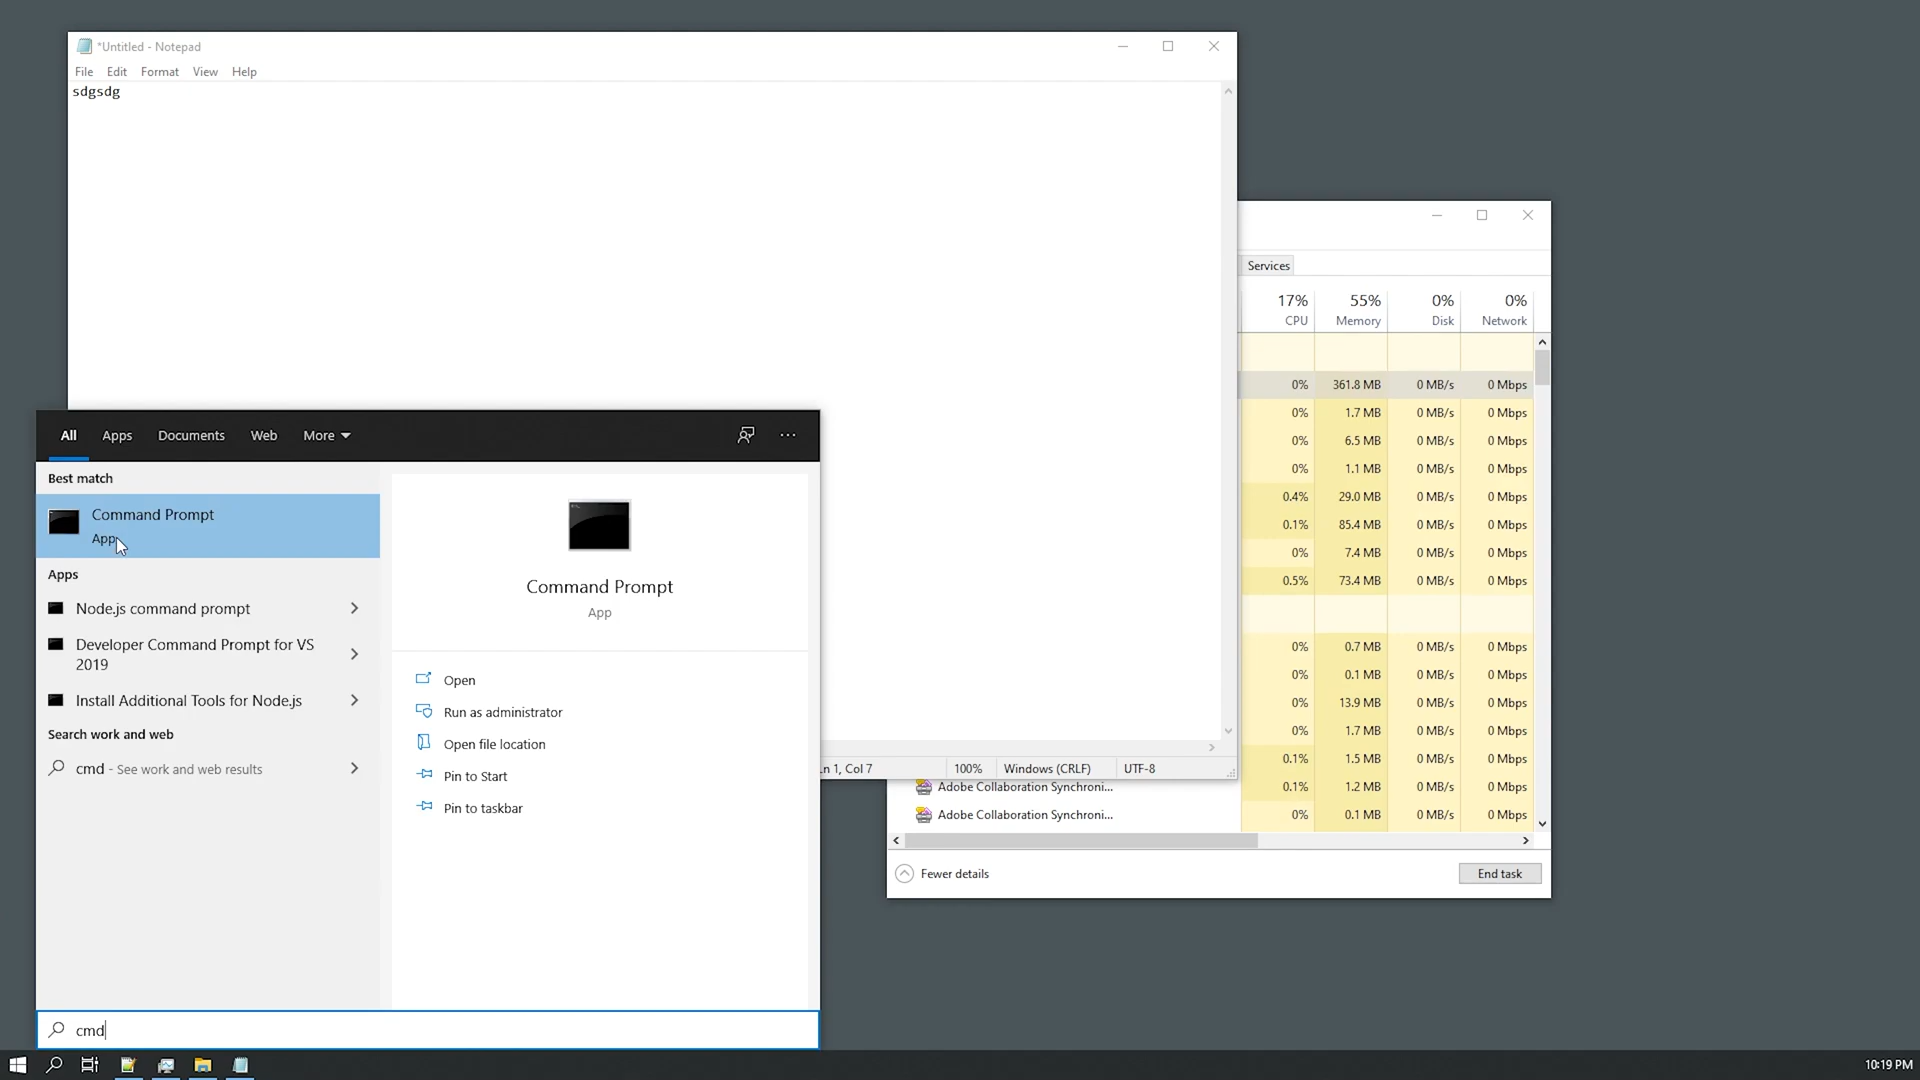 *Untitled - Notepad
File Edit Format View Help
sdgsdg
Services
17% 55% 0% 0%
CPU Memory Disk Network
0% 361.8 MB 0 MB/s 0 Mbps
0% 1.7 MB 0 MB/s 0 Mbps
0% 6.5 MB 0 MB/s 0 Mbps
0% 1.1 MB 0 MB/s 0 Mbps
0.4% 29.0 MB 0 MB/s 0 Mbps
0.1% 85.4 MB 0 MB/s 0 Mbps
0% 7.4 MB 0 MB/s 0 Mbps
0.5% 73.4 MB 0 MB/s 0 Mbps
0% 0.7 MB 0 MB/s 0 Mbps
0% 0.1 MB 0 MB/s 0 Mbps
0% 13.9 MB 0 MB/s 0 Mbps
0% 1.7 MB 0 MB/s 0 Mbps
0.1% 1.5 MB 0 MB/s 0 Mbps
Adobe Collaboration Synchroni... 0.1% 1.2 MB 0 MB/s 0 Mbps
Adobe Collaboration Synchroni... 0% 0.1 MB 0 MB/s 0 Mbps
Fewer details End task
Ln 1, Col 7 100% Windows (CRLF) UTF-8
All Apps Documents Web More
Best match
Command Prompt
App
Apps
Node.js command prompt
Developer Command Prompt for VS
2019
Install Additional Tools for Node.js
Search work and web
cmd - See work and web results
Command Prompt
App
Open
Run as administrator
Open file location
Pin to Start
Pin to taskbar
cmd
10:19 PM